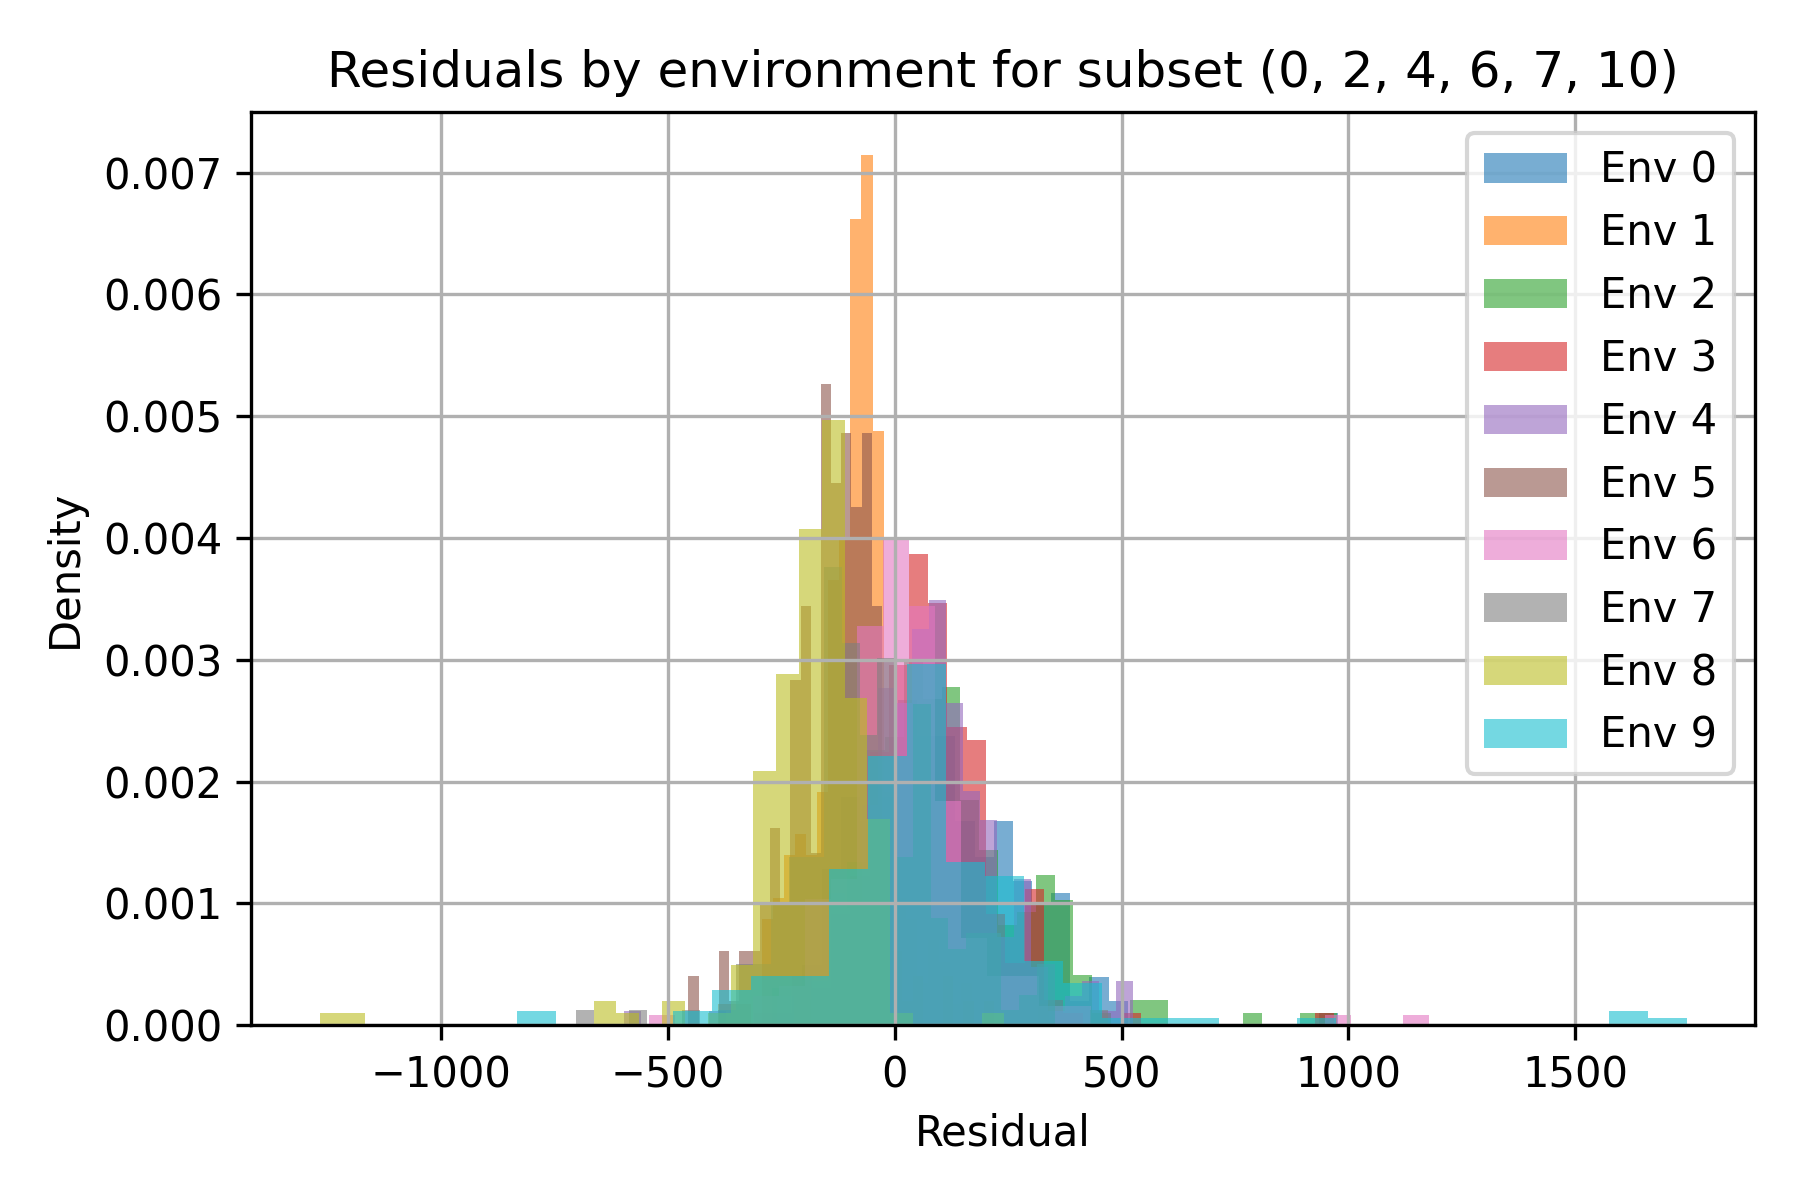 Residuals by environment for subset (0, 2, 4, 6, 7, 10)
0.007
0.006
0.005
0.004
0.003
0.002
0.001
0.000
Density
−1000
−500
0
500
1000
1500
Residual
Env 0
Env 1
Env 2
Env 3
Env 4
Env 5
Env 6
Env 7
Env 8
Env 9